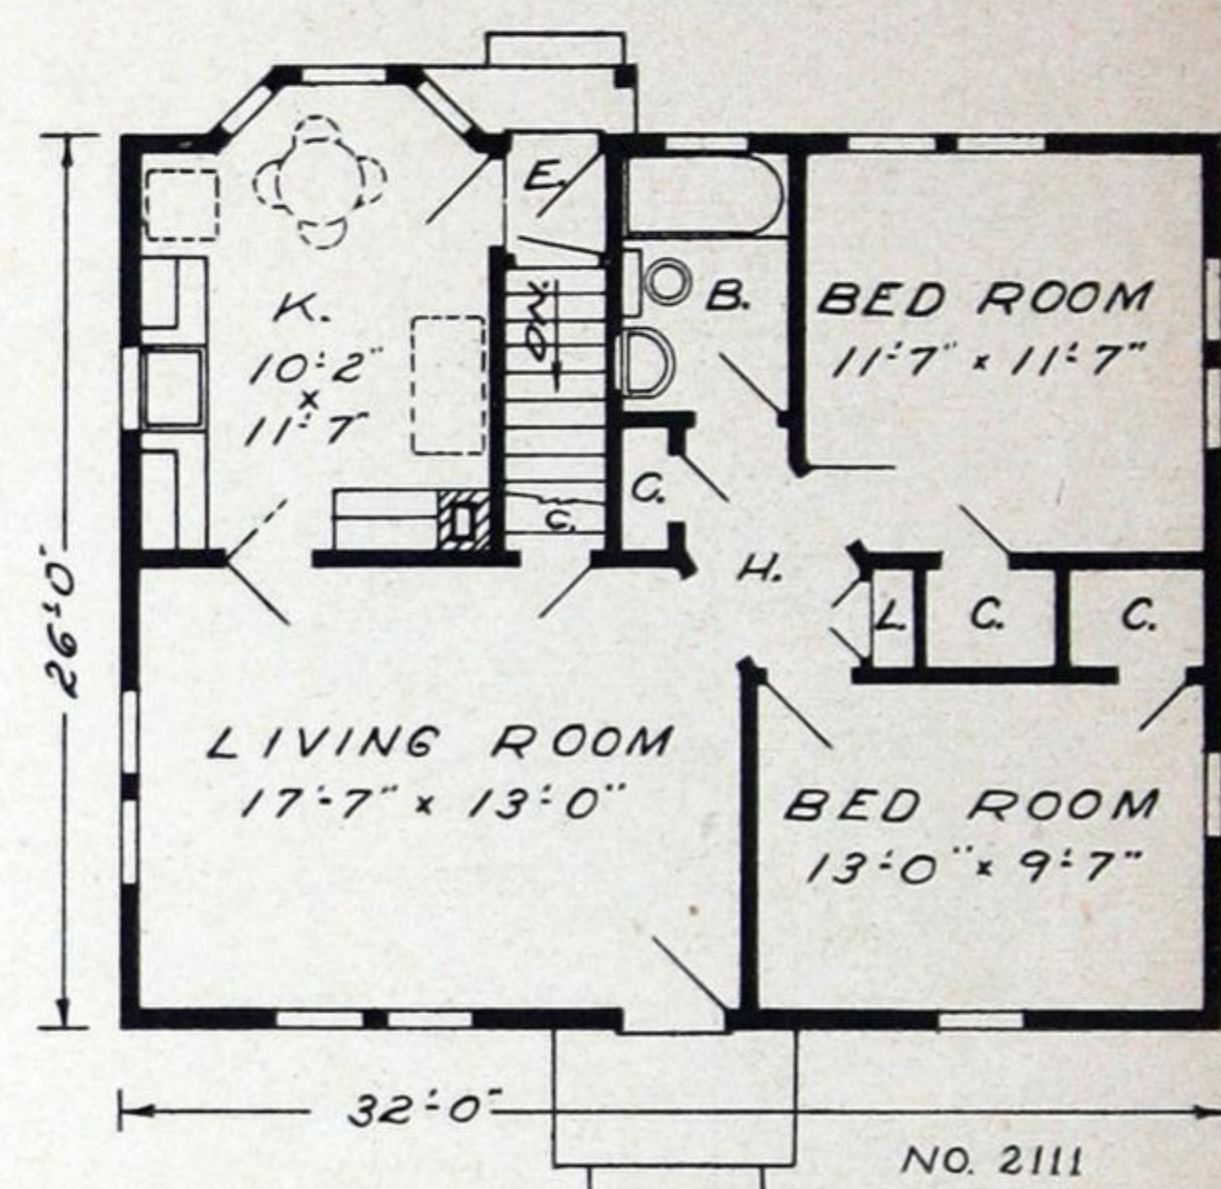 E.
K.
10'-2"
x
11'-7"
DN.
B.
BED ROOM
11'-7" x 11'-7"
C.
C.
H.
L.
C.
C.
26'-0"
LIVING ROOM
17'-7" x 13'-0"
BED ROOM
13'-0" x 9'-7"
32'-0"
NO. 2111